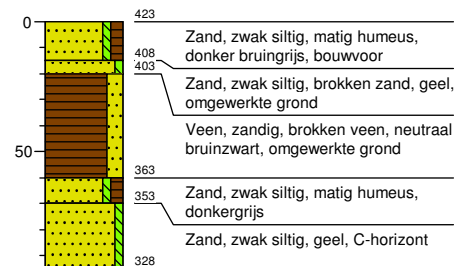 0
423
Zand, zwak siltig, matig humeus,
donker bruingrijs, bouwvoor
408
403
Zand, zwak siltig, brokken zand, geel,
omgewerkte grond
Veen, zandig, brokken veen, neutraal
bruinzwart, omgewerkte grond
50
363
Zand, zwak siltig, matig humeus,
donkergrijs
353
Zand, zwak siltig, geel, C-horizont
328